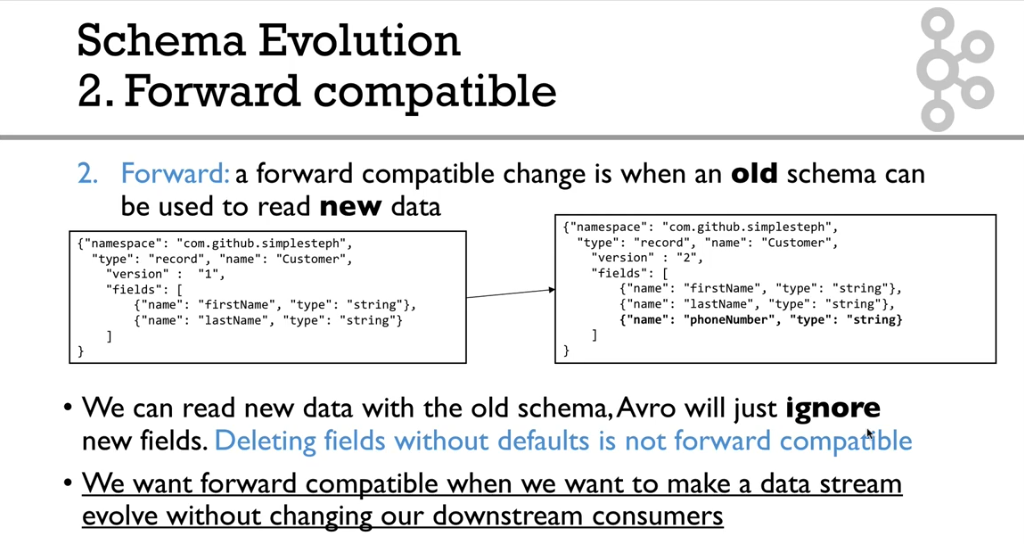 Schema Evolution
2. Forward compatible
2. Forward: a forward compatible change is when an old schema can
be used to read new data
{"namespace": "com.github.simplesteph",
"type": "record", "name": "Customer",
"version" : "1",
"fields": [
{"name": "firstName", "type": "string"},
{"name": "lastName", "type": "string"}
]
}
{"namespace": "com.github.simplesteph",
"type": "record", "name": "Customer",
"version" : "2",
"fields": [
{"name": "firstName", "type": "string"},
{"name": "lastName", "type": "string"},
{"name": "phoneNumber", "type": "string}
]
}
• We can read new data with the old schema, Avro will just ignore
new fields. Deleting fields without defaults is not forward compatible
• We want forward compatible when we want to make a data stream
evolve without changing our downstream consumers